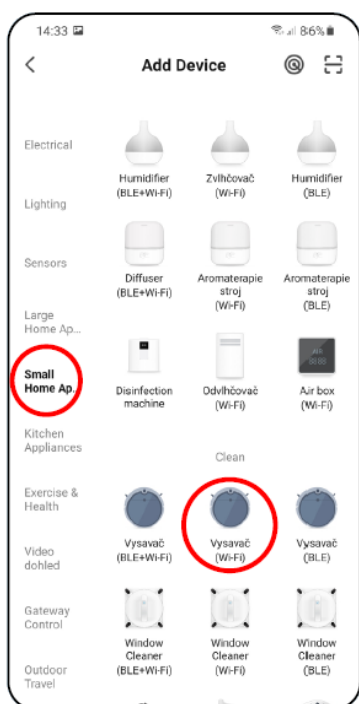 14:33 86%
Add Device
Electrical
Lighting
Sensors
Large
Home Ap...
Small
Home Ap..
Kitchen
Appliances
Exercise &
Health
Video
dohled
Gateway
Control
Outdoor
Travel
Humidifier
(BLE+Wi-Fi)
Zvlhčovač
(Wi-Fi)
Humidifier
(BLE)
Diffuser
(BLE+Wi-Fi)
Aromaterapie
stroj
(Wi-Fi)
Aromaterapie
stroj
(BLE)
Disinfection
machine
Odvlhčovač
(Wi-Fi)
Air box
(Wi-Fi)
Clean
Vysavač
(BLE+Wi-Fi)
Vysavač
(Wi-Fi)
Vysavač
(BLE)
Window
Cleaner
(BLE+Wi-Fi)
Window
Cleaner
(Wi-Fi)
Window
Cleaner
(BLE)